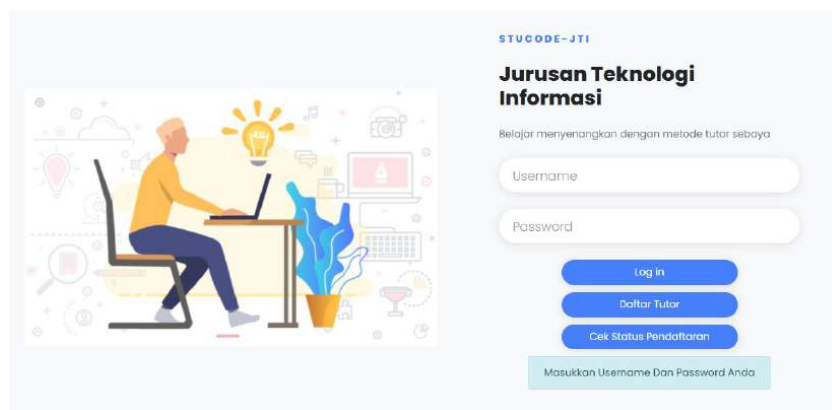 STUCODE-JTI
Jurusan Teknologi
Informasi
Belajar menyenangkan dengan metode tutor sebaya
Username
Password
Log in
Daftar Tutor
Cek Status Pendaftaran
Masukkan Username Dan Password Anda